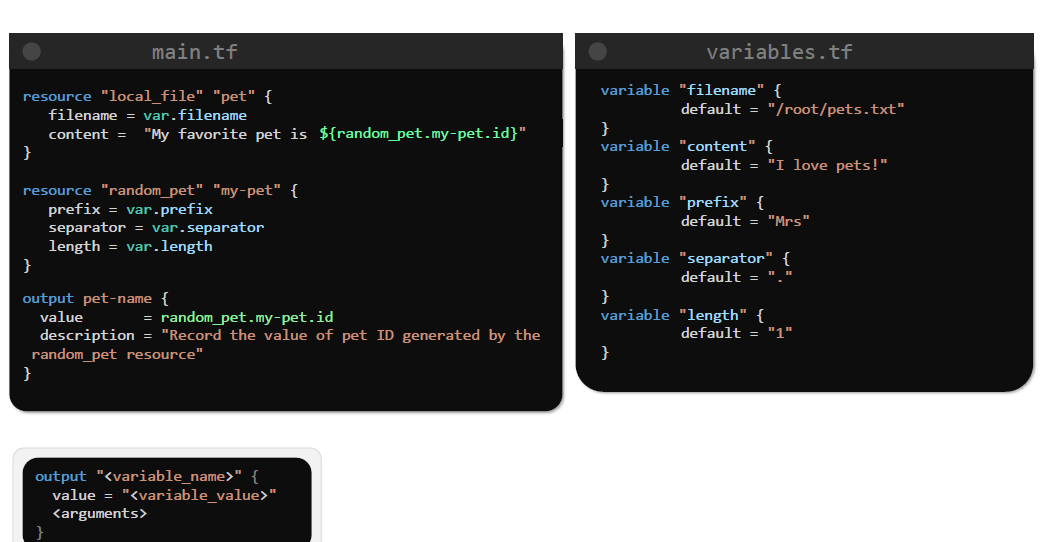 main.tf
resource "local_file" "pet" {
filename = var.filename
content = "My favorite pet is ${random_pet.my-pet.id}"
}
resource "random_pet" "my-pet" {
prefix = var.prefix
separator = var.separator
length = var.length
}
output pet-name {
value = random_pet.my-pet.id
description = "Record the value of pet ID generated by the
random_pet resource"
}
variables.tf
variable "filename" {
default = "/root/pets.txt"
}
variable "content" {
default = "I love pets!"
}
variable "prefix" {
default = "Mrs"
}
variable "separator" {
default = "."
}
variable "length" {
default = "1"
}
output "<variable_name>" {
value = "<variable_value>"
<arguments>
}